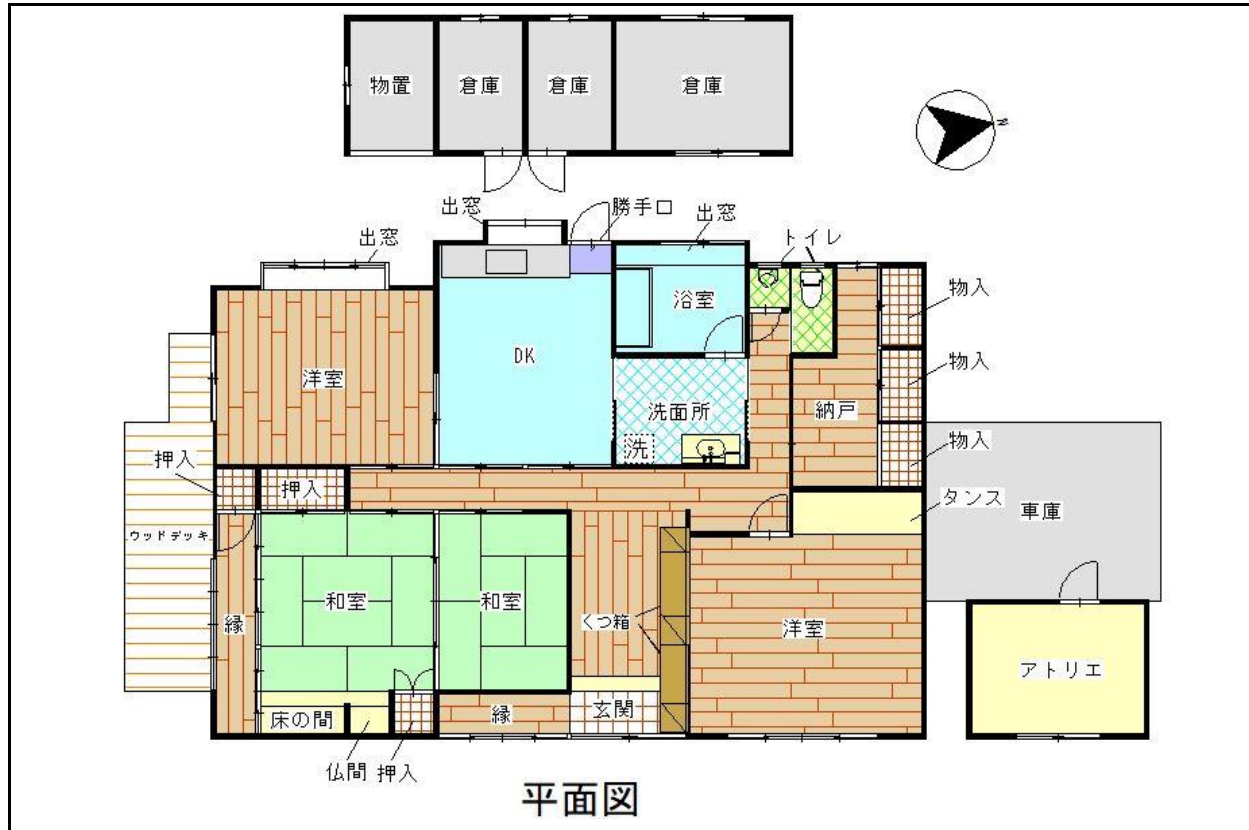 物置
倉庫
倉庫
倉庫
N
出窓
勝手口
出窓
トイレ
出窓
浴室
物入
DK
洋室
物入
洗面所
納戸
洗
物入
押入
押入
タンス
車庫
ウッドデッキ
和室
和室
縁
くつ箱
洋室
アトリエ
床の間
縁
玄関
仏間
押入
平面図